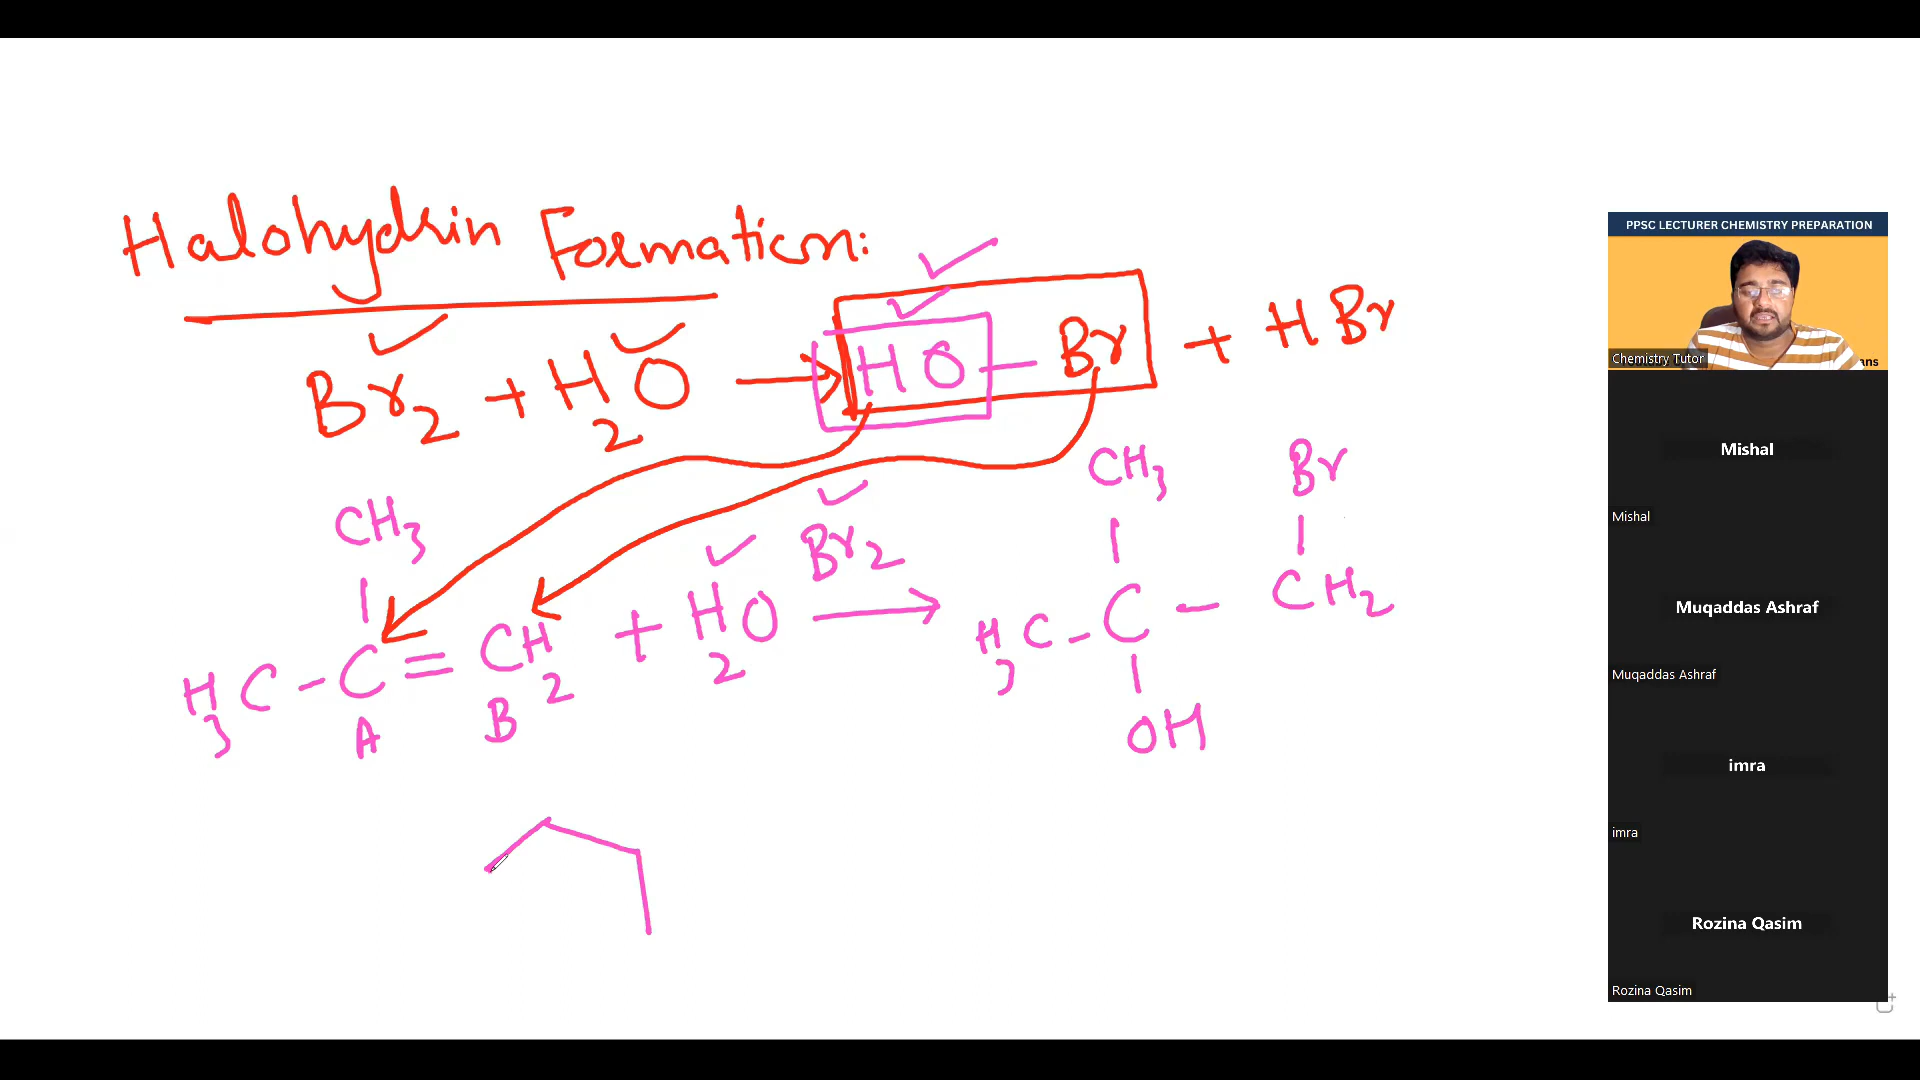 Halohydrin Formation:
Br2 + H2O → HO - Br + HBr
CH3
H3C - C = CH2 + H2O Br2 →
A B
CH3 Br
H3C - C - CH2
OH
PPSC LECTURER CHEMISTRY PREPARATION
Chemistry Tutor
ans
Mishal
Mishal
Muqaddas Ashraf
Muqaddas Ashraf
imra
imra
Rozina Qasim
Rozina Qasim